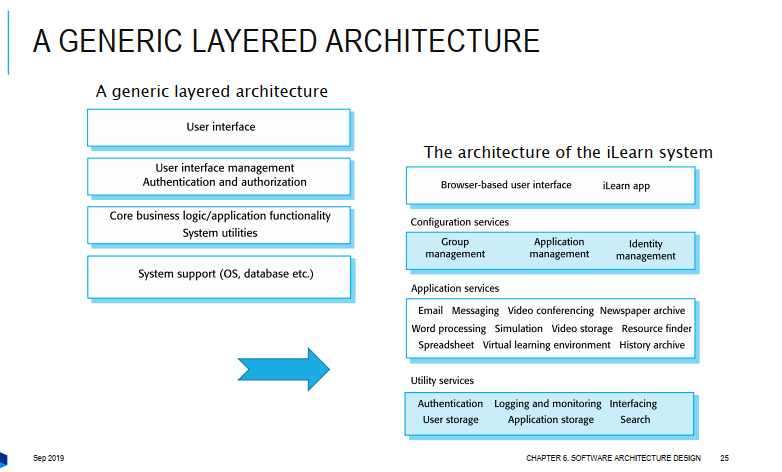 A GENERIC LAYERED ARCHITECTURE
A generic layered architecture
User interface
User interface management
Authentication and authorization
Core business logic/application functionality
System utilities
System support (OS, database etc.)
The architecture of the iLearn system
Browser-based user interface iLearn app
Configuration services
Group management
Application management
Identity management
Application services
Email Messaging Video conferencing Newspaper archive
Word processing Simulation Video storage Resource finder
Spreadsheet Virtual learning environment History archive
Utility services
Authentication Logging and monitoring Interfacing
User storage Application storage Search
Sep 2019
CHAPTER 6. SOFTWARE ARCHITECTURE DESIGN
25